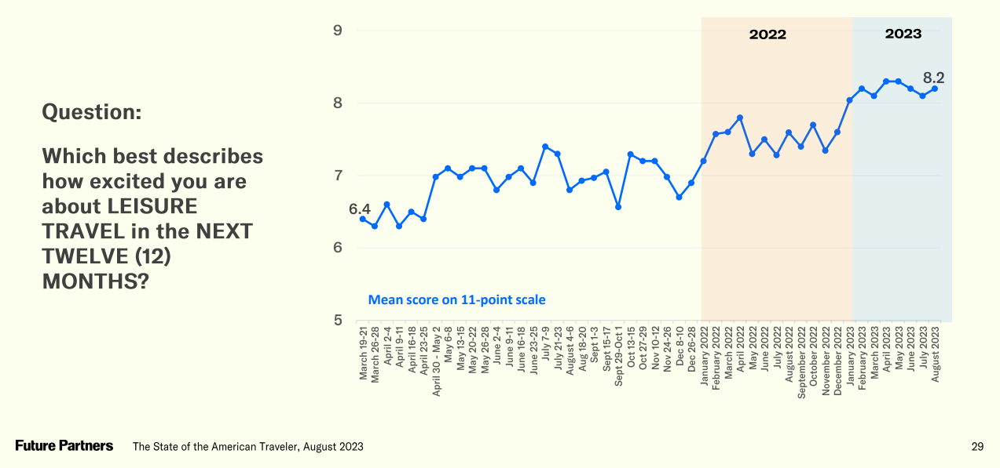 Question:
Which best describes
how excited you are
about LEISURE
TRAVEL in the NEXT
TWELVE (12)
MONTHS?
9
8
7
6
5
2022
2023
6.4
8.2
Mean score on 11-point scale
March 19-21
March 26-28
April 2-4
April 9-11
April 16-18
April 23-25
April 30 - May 2
May 6-8
May 13-15
May 20-22
May 26-28
June 2-4
June 9-11
June 16-18
June 23-25
July 7-9
July 21-23
August 4-6
Aug 18-20
Sept 1-3
Sept 15-17
Sept 29-Oct 1
Oct 13-15
Oct 27-29
Nov 10-12
Nov 24-26
Dec 8-10
Dec 26-28
January 2022
February 2022
March 2022
April 2022
May 2022
June 2022
July 2022
August 2022
September 2022
October 2022
November 2022
December 2022
January 2023
February 2023
March 2023
April 2023
May 2023
June 2023
July 2023
August 2023
Future Partners
The State of the American Traveler, August 2023
29